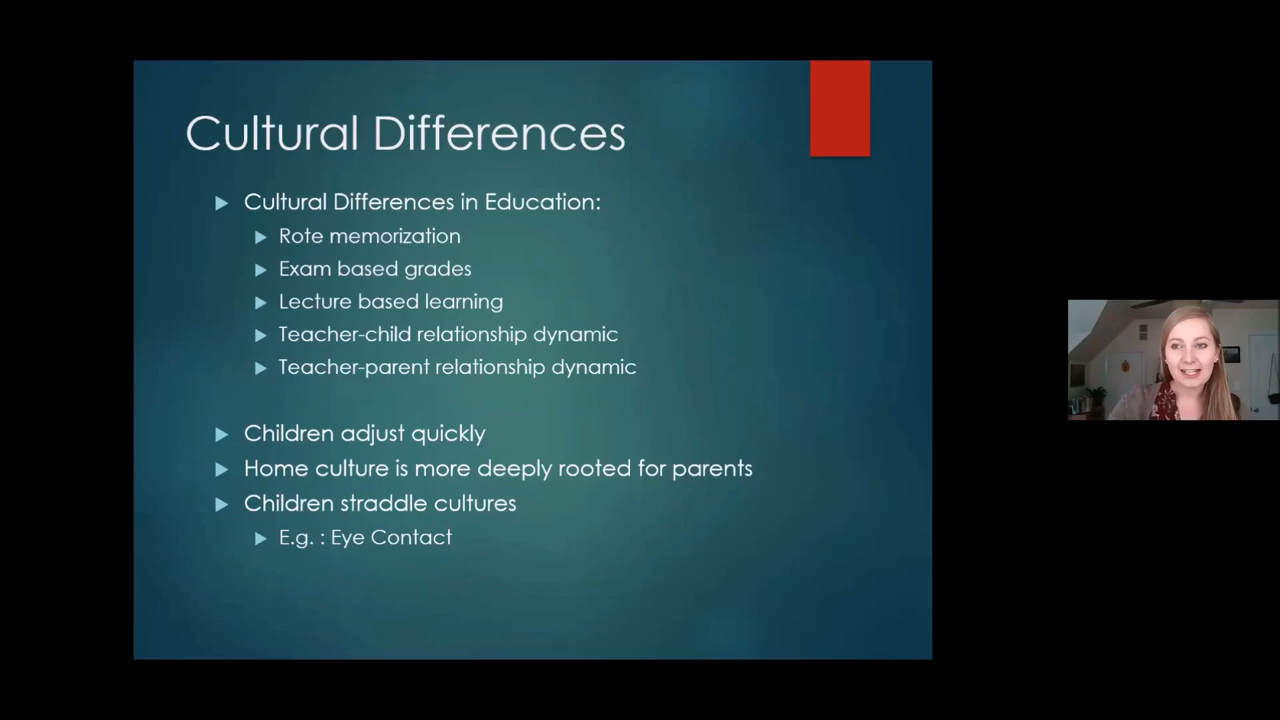 Cultural Differences
Cultural Differences in Education:
Rote memorization
Exam based grades
Lecture based learning
Teacher-child relationship dynamic
Teacher-parent relationship dynamic
Children adjust quickly
Home culture is more deeply rooted for parents
Children straddle cultures
E.g. : Eye Contact